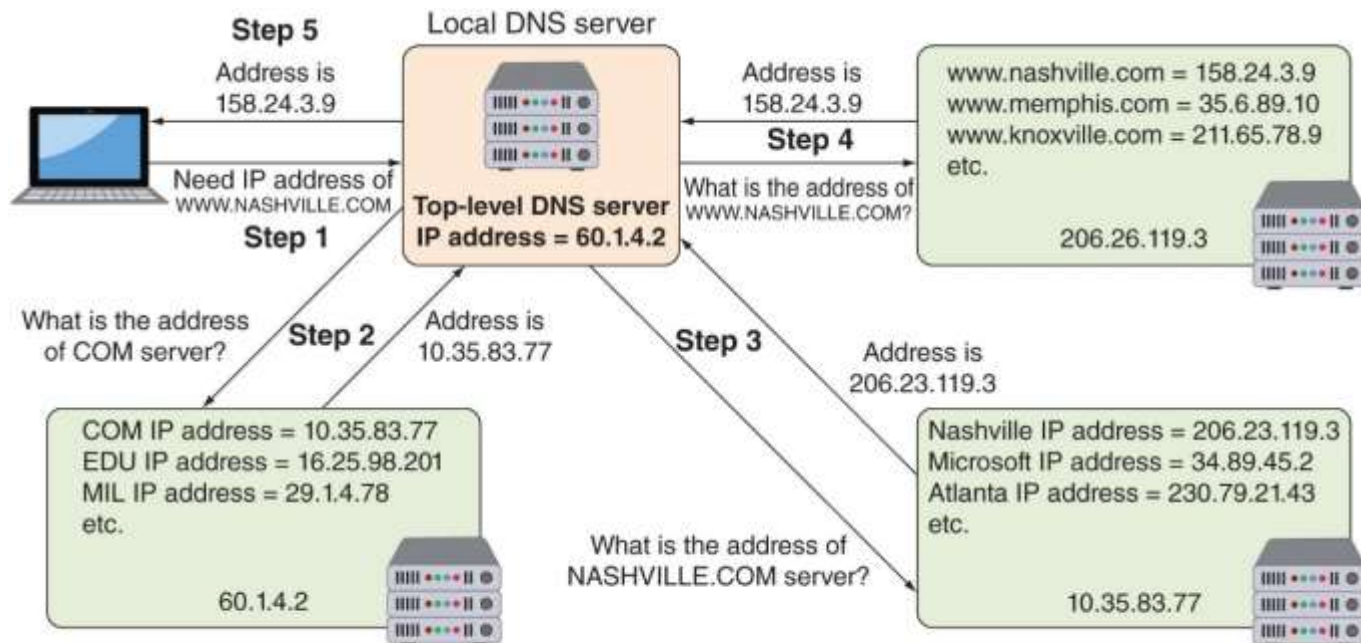 Step 5
Local DNS server
Address is
158.24.3.9
Need IP address of
WWW.NASHVILLE.COM
Step 1
Top-level DNS server
IP address = 60.1.4.2
Address is
158.24.3.9
Step 4
What is the address of
WWW.NASHVILLE.COM?
www.nashville.com = 158.24.3.9
www.memphis.com = 35.6.89.10
www.knoxville.com = 211.65.78.9
etc.
206.26.119.3
What is the address
of COM server?
Step 2
Address is
10.35.83.77
Step 3
Address is
206.23.119.3
COM IP address = 10.35.83.77
EDU IP address = 16.25.98.201
MIL IP address = 29.1.4.78
etc.
60.1.4.2
What is the address of
NASHVILLE.COM server?
Nashville IP address = 206.23.119.3
Microsoft IP address = 34.89.45.2
Atlanta IP address = 230.79.21.43
etc.
10.35.83.77